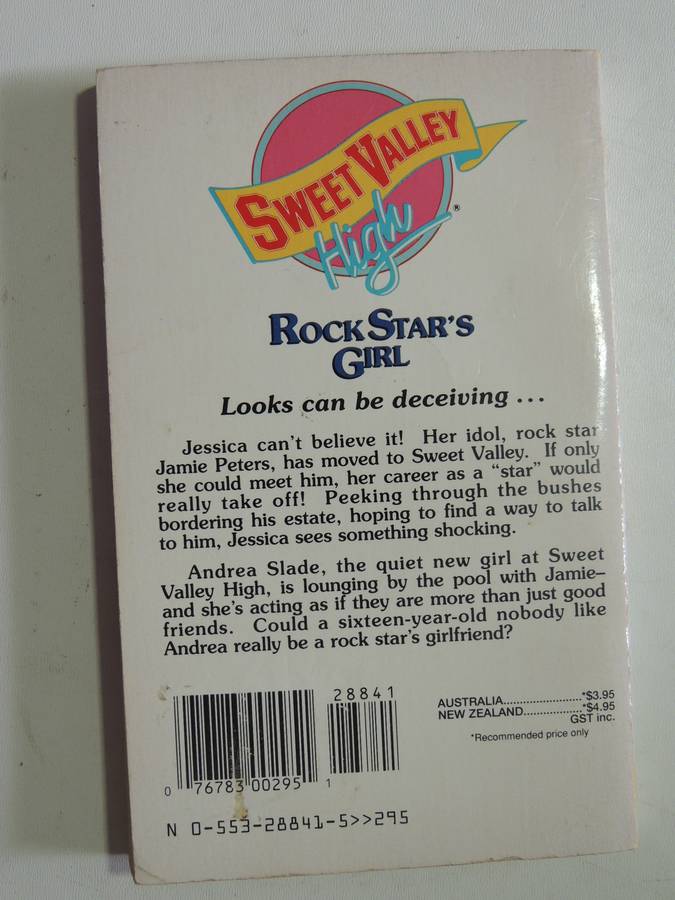 SWEET VALLEY
High®
ROCK STAR'S
GIRL
Looks can be deceiving ...
Jessica can't believe it! Her idol, rock star
Jamie Peters, has moved to Sweet Valley. If only
she could meet him, her career as a "star" would
really take off! Peeking through the bushes
bordering his estate, hoping to find a way to talk
to him, Jessica sees something shocking.
Andrea Slade, the quiet new girl at Sweet
Valley High, is lounging by the pool with Jamie–
and she's acting as if they are more than just good
friends. Could a sixteen-year-old nobody like
Andrea really be a rock star's girlfriend?
28841
AUSTRALIA........................*$3.95
NEW ZEALAND..................*$4.95
GST inc.
*Recommended price only
0 76783 00295 1
N 0-553-28841-5>>295